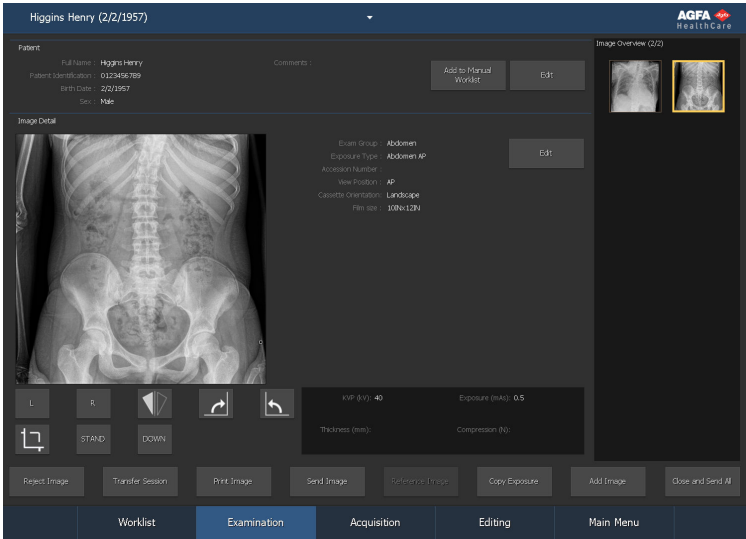 Higgins Henry (2/2/1957)
AGFA
HealthCare
Patient
Full Name : Higgins Henry
Comments :
Patient Identification : 0123456789
Birth Date : 2/2/1957
Sex : Male
Add to Manual
Worklist
Edit
Image Overview (2/2)
Image Detail
Exam Group : Abdomen
Exposure Type : Abdomen AP
Accession Number :
View Position : AP
Cassette Orientation: Landscape
Film size : 10INx12IN
Edit
L
R
STAND
DOWN
KVP (kV): 40
Exposure (mAs): 0.5
Thickness (mm):
Compression (N):
Reject Image
Transfer Session
Print Image
Send Image
Reference Image
Copy Exposure
Add Image
Close and Send All
Worklist
Examination
Acquisition
Editing
Main Menu